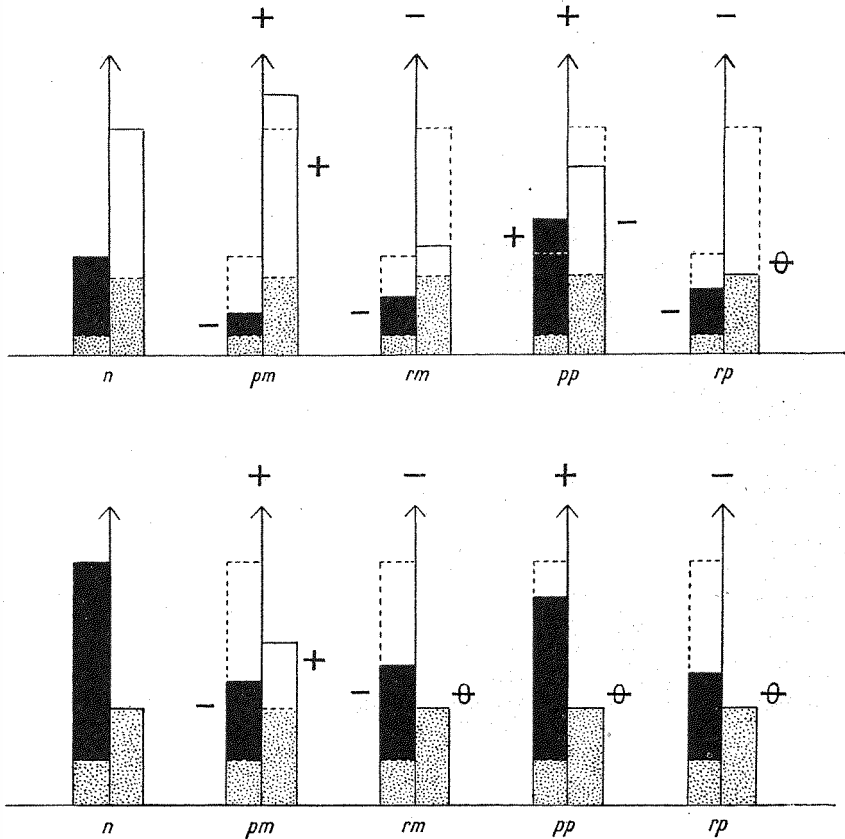 + − + −
+ + − ⴱ
− − −
n pm rm pp rp
+ − + −
+
− − ⴱ ⴱ ⴱ
n pm rm pp rp